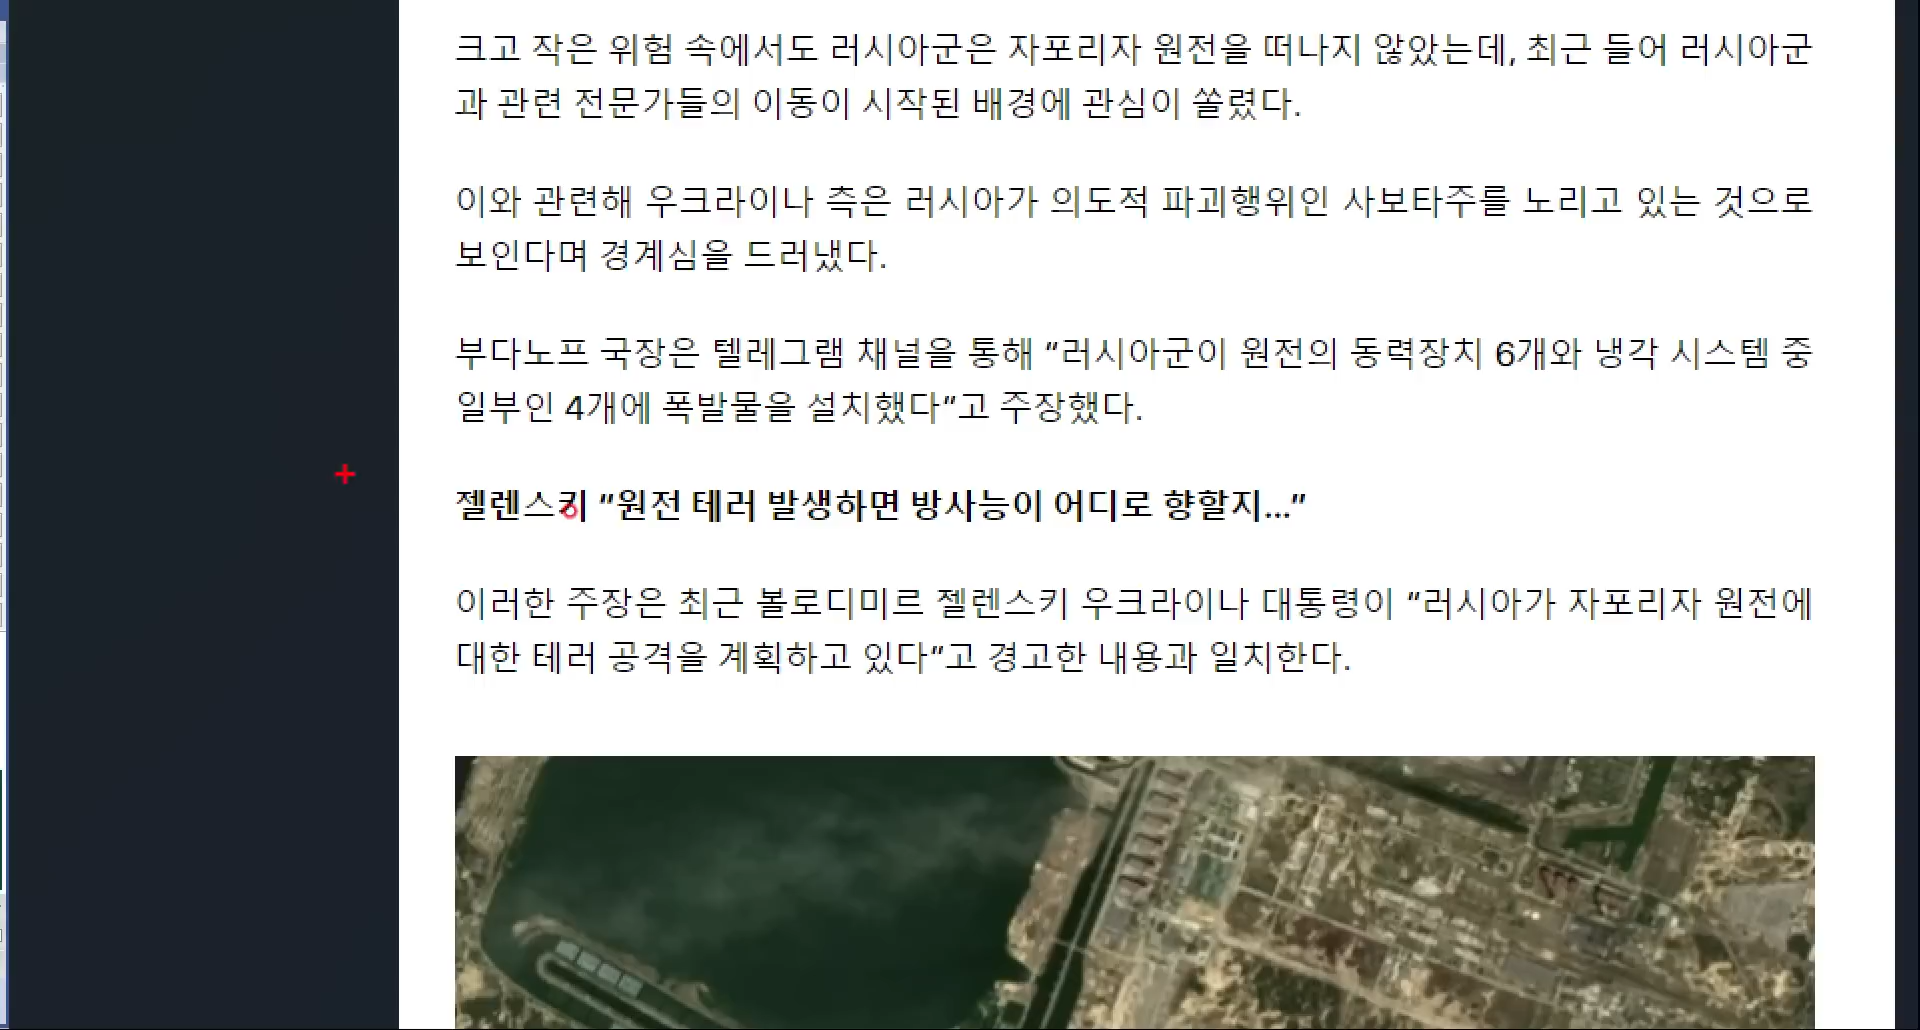 크고 작은 위험 속에서도 러시아군은 자포리자 원전을 떠나지 않았는데, 최근 들어 러시아군
과 관련 전문가들의 이동이 시작된 배경에 관심이 쏠렸다.
이와 관련해 우크라이나 측은 러시아가 의도적 파괴행위인 사보타주를 노리고 있는 것으로
보인다며 경계심을 드러냈다.
부다노프 국장은 텔레그램 채널을 통해 “러시아군이 원전의 동력장치 6개와 냉각 시스템 중
일부인 4개에 폭발물을 설치했다”고 주장했다.
젤렌스키 “원전 테러 발생하면 방사능이 어디로 향할지…”
이러한 주장은 최근 볼로디미르 젤렌스키 우크라이나 대통령이 “러시아가 자포리자 원전에
대한 테러 공격을 계획하고 있다”고 경고한 내용과 일치한다.